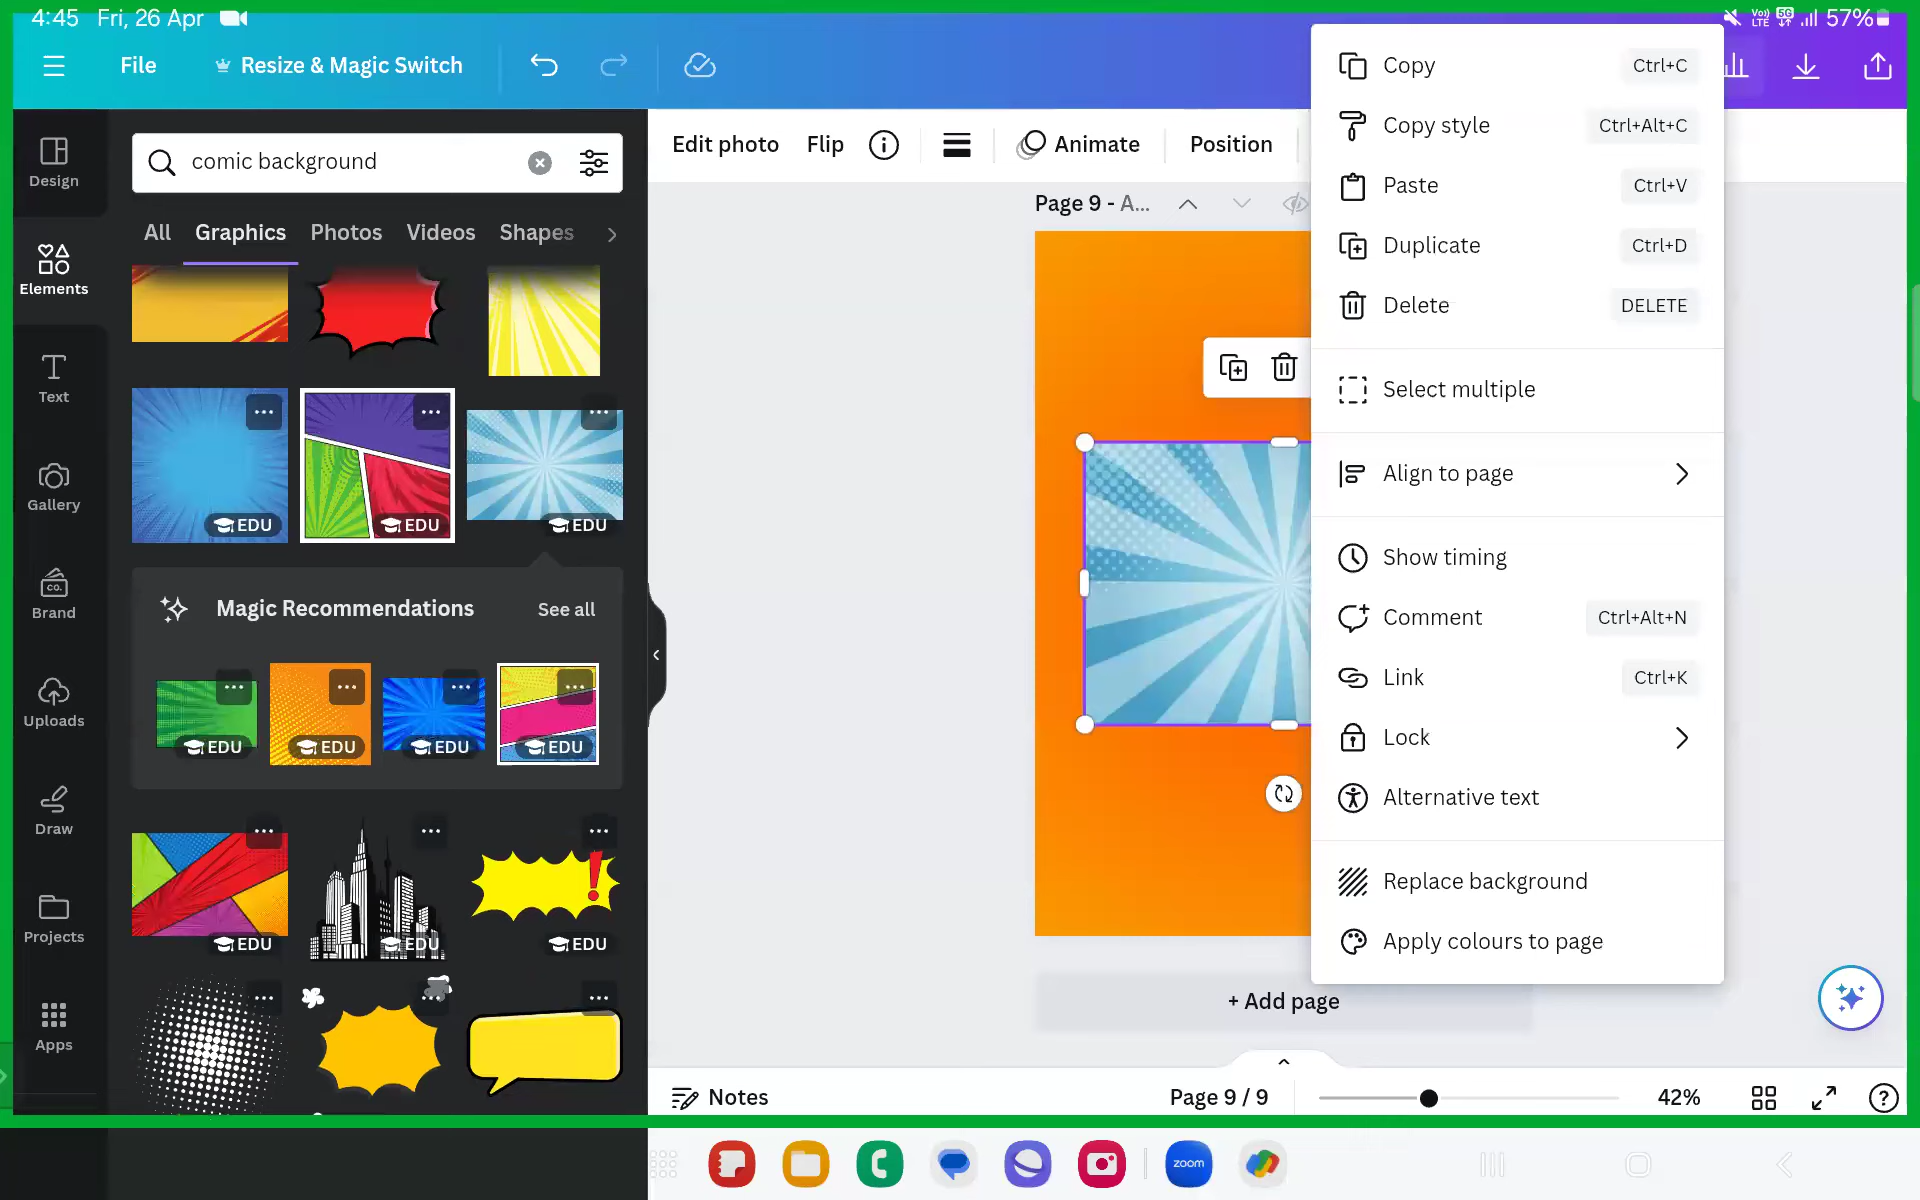 4:45 Fri, 26 Apr
57%
File
Resize & Magic Switch
Design
Elements
Text
Gallery
Brand
Uploads
Draw
Projects
Apps
comic background
All Graphics Photos Videos Shapes
EDU EDU EDU
Magic Recommendations See all
EDU EDU EDU EDU
EDU EDU EDU
Edit photo Flip Animate Position
Page 9 - A...
Copy Ctrl+C
Copy style Ctrl+Alt+C
Paste Ctrl+V
Duplicate Ctrl+D
Delete DELETE
Select multiple
Align to page
Show timing
Comment Ctrl+Alt+N
Link Ctrl+K
Lock
Alternative text
Replace background
Apply colours to page
+ Add page
Notes Page 9 / 9 42%
zoom